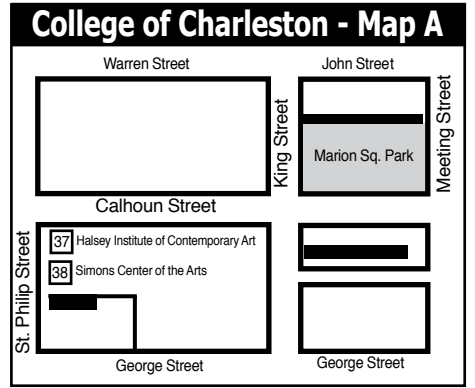 College of Charleston - Map A
Warren Street
John Street
King Street
Meeting Street
Marion Sq. Park
Calhoun Street
St. Philip Street
37 Halsey Institute of Contemporary Art
38 Simons Center of the Arts
George Street
George Street